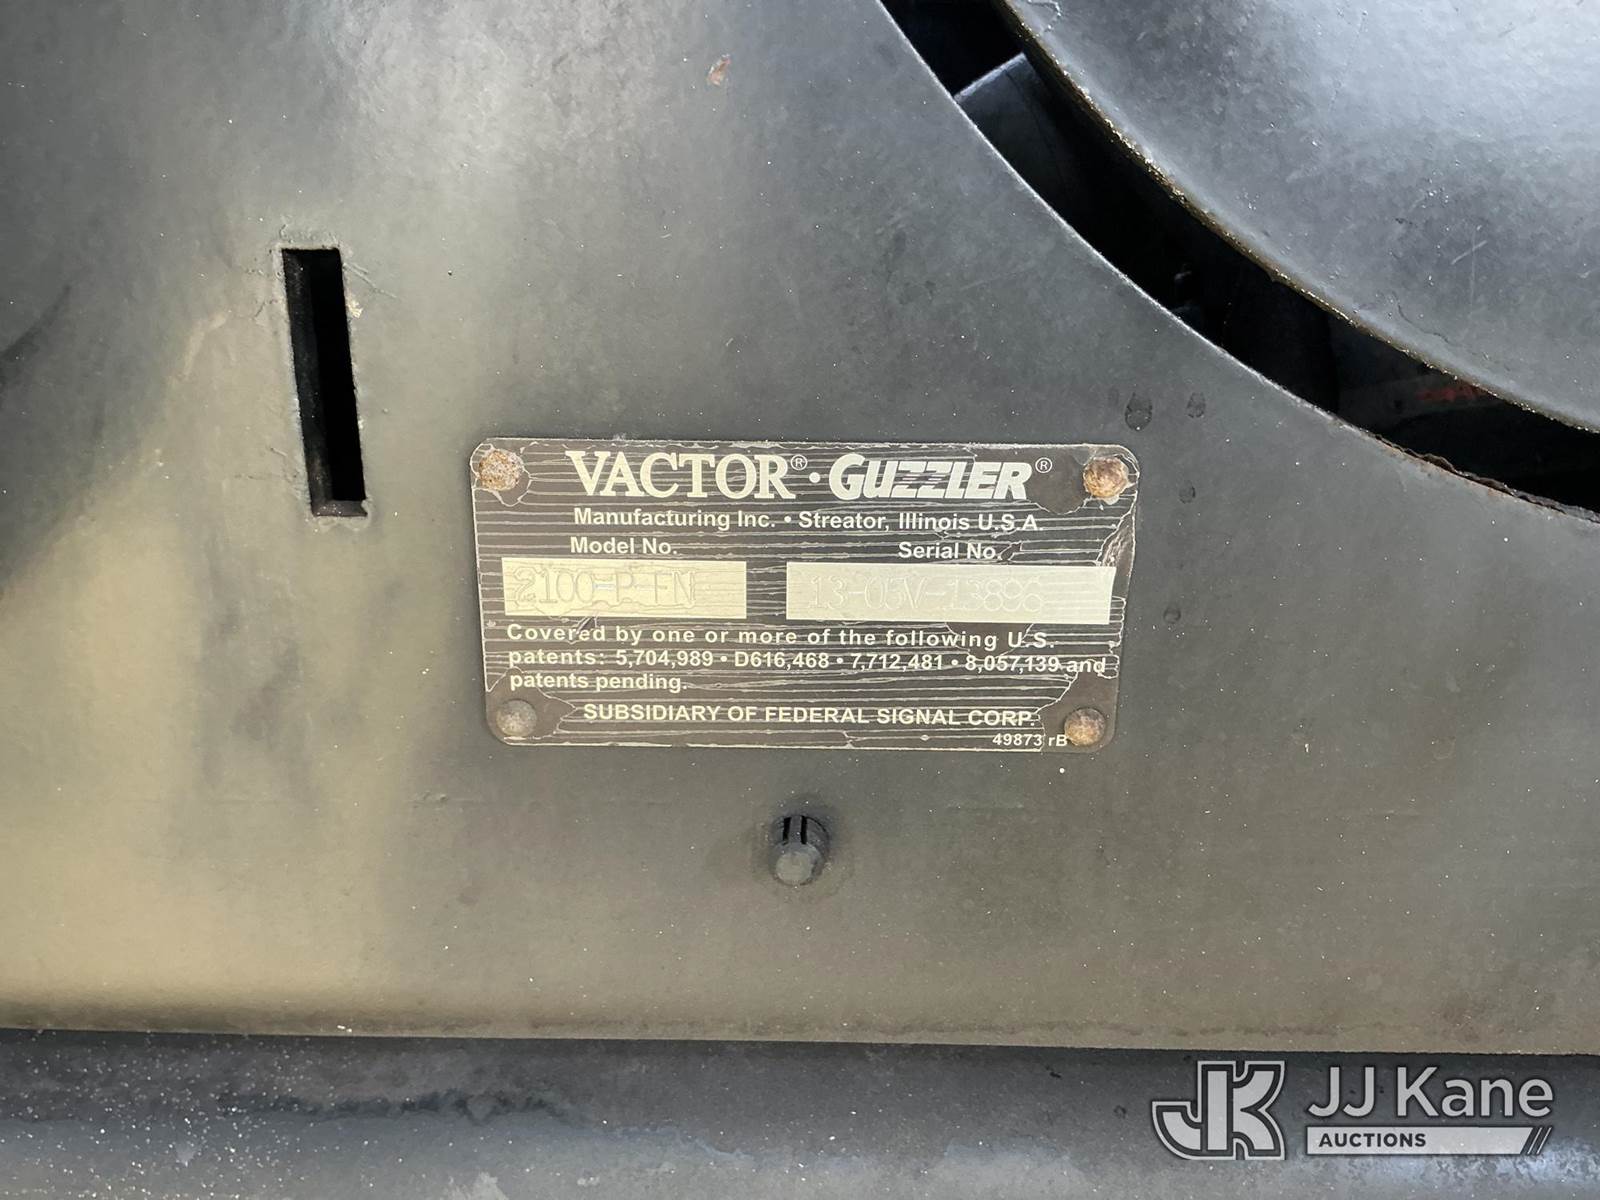 VACTOR® · GUZZLER®
Manufacturing Inc. • Streator, Illinois U.S.A.
Model No. Serial No.
2100-P-FN 13-05V-13896
Covered by one or more of the following U.S.
patents: 5,704,989 • D616,468 • 7,712,481 • 8,057,139 and
patents pending.
SUBSIDIARY OF FEDERAL SIGNAL CORP.
49873 rB
JK JJ Kane
AUCTIONS